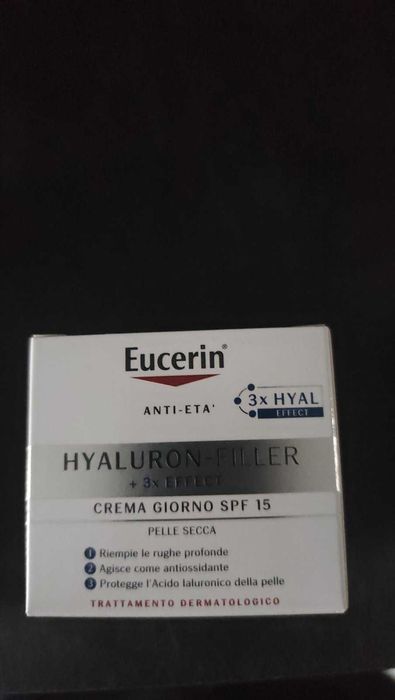 Eucerin®
3x HYAL
EFFECT
ANTI-ETA'
HYALURON-FILLER
+ 3x EFFECT
CREMA GIORNO SPF 15
PELLE SECCA
1 Riempie le rughe profonde
2 Agisce come antiossidante
3 Protegge l'Acido Ialuronico della pelle
TRATTAMENTO DERMATOLOGICO